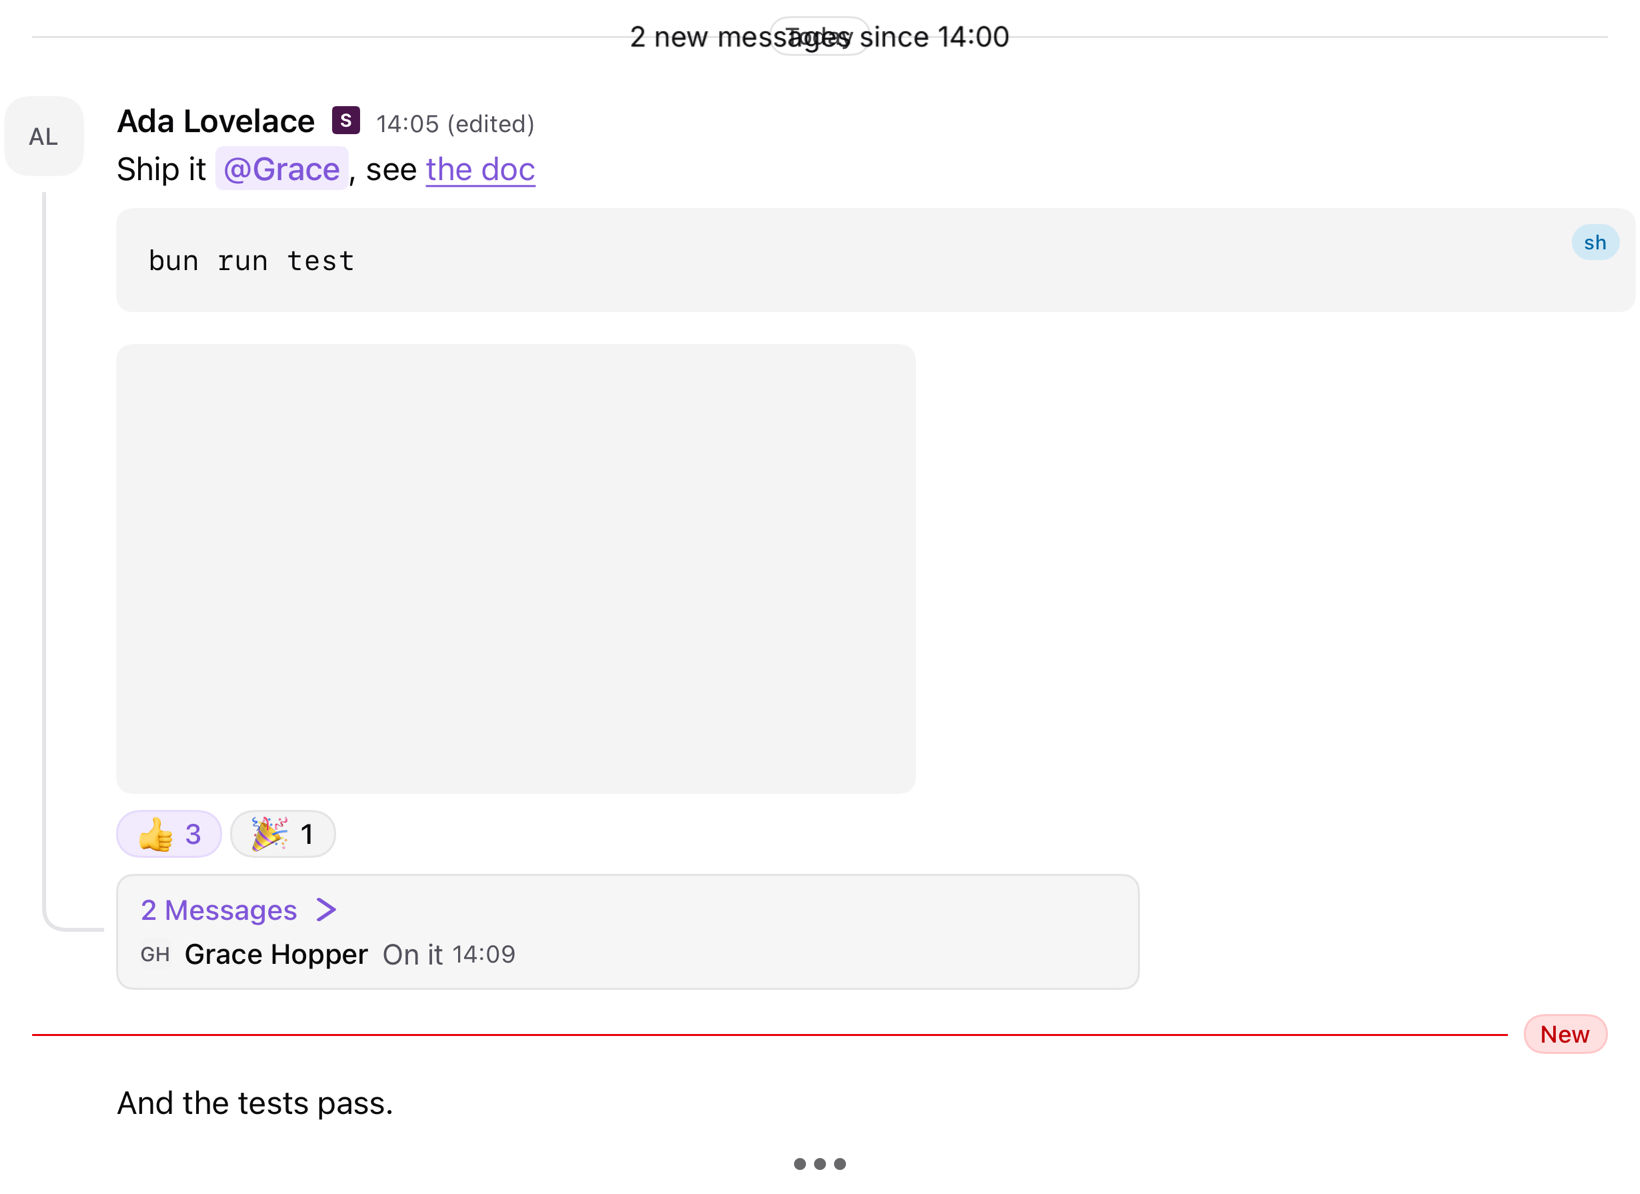 2 new messages since 14:00
Today
AL
Ada Lovelace S 14:05 (edited)
Ship it @Grace, see the doc
sh
bun run test
👍 3 🎉 1
2 Messages >
GH Grace Hopper On it 14:09
New
And the tests pass.